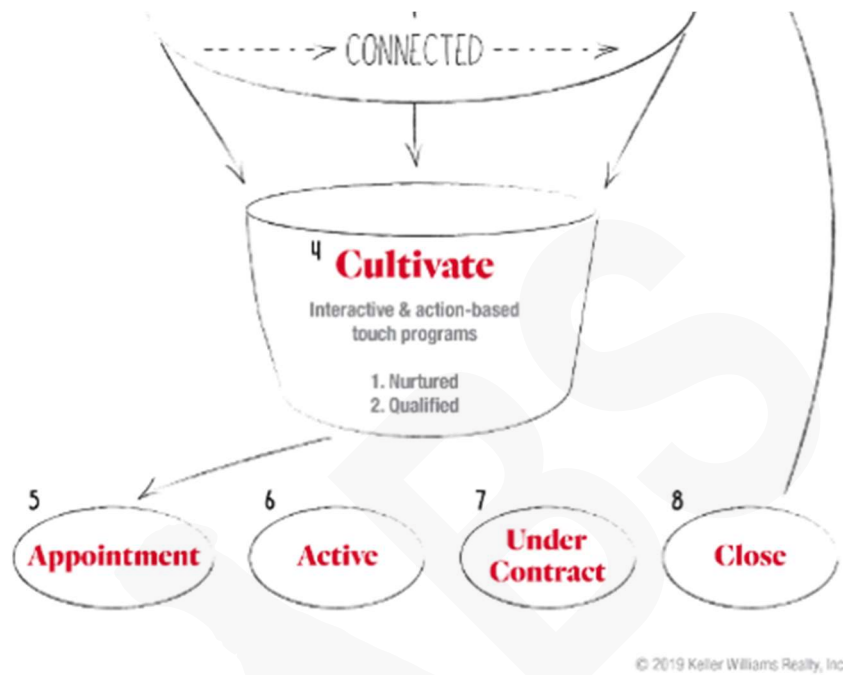 CONNECTED
4
Cultivate
Interactive & action-based
touch programs
1. Nurtured
2. Qualified
5
Appointment
6
Active
7
Under
Contract
8
Close
© 2019 Keller Williams Realty, Inc